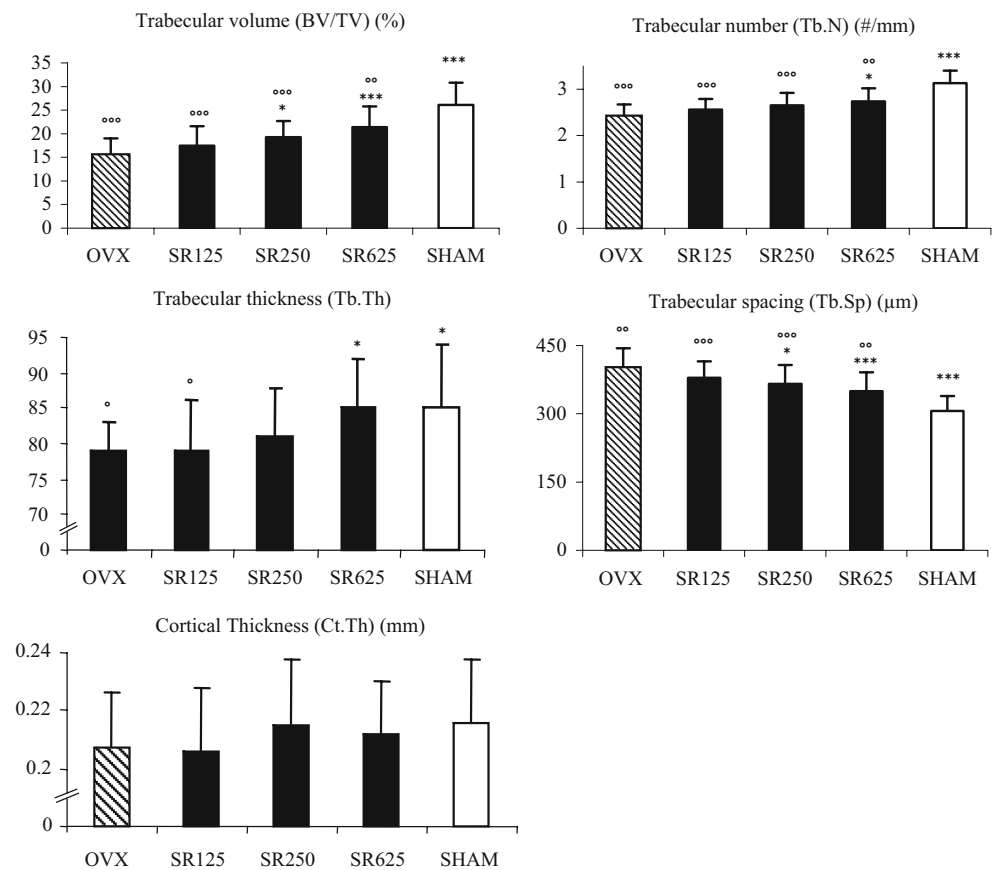 Trabecular volume (BV/TV) (%)
35
30
25
20
15
10
5
0
°°° °°° °°° °°
* *** ***
OVX SR125 SR250 SR625 SHAM
Trabecular number (Tb.N) (#/mm)
3
2
1
0
°°° °°° °°° °°
* ***
OVX SR125 SR250 SR625 SHAM
Trabecular thickness (Tb.Th)
95
90
85
80
75
70
0
° ° * *
OVX SR125 SR250 SR625 SHAM
Trabecular spacing (Tb.Sp) (µm)
450
300
150
0
°° °°° °°° °°
* *** ***
OVX SR125 SR250 SR625 SHAM
Cortical Thickness (Ct.Th) (mm)
0.24
0.22
0.2
0
OVX SR125 SR250 SR625 SHAM